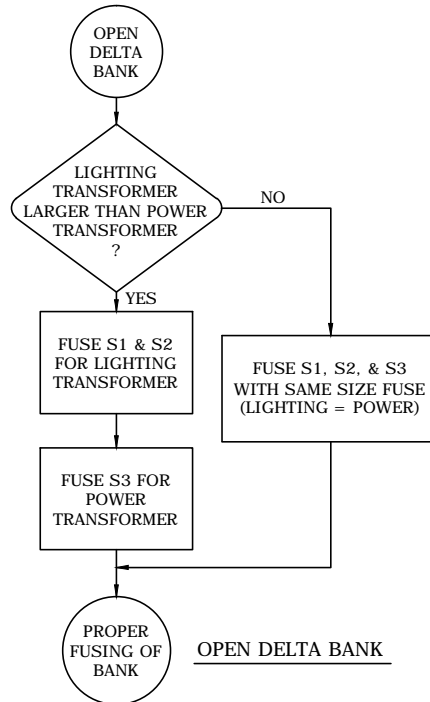 OPEN
DELTA
BANK
LIGHTING
TRANSFORMER
LARGER THAN POWER
TRANSFORMER
?
NO
YES
FUSE S1 & S2
FOR LIGHTING
TRANSFORMER
FUSE S1, S2, & S3
WITH SAME SIZE FUSE
(LIGHTING = POWER)
FUSE S3 FOR
POWER
TRANSFORMER
PROPER
FUSING OF
BANK
OPEN DELTA BANK